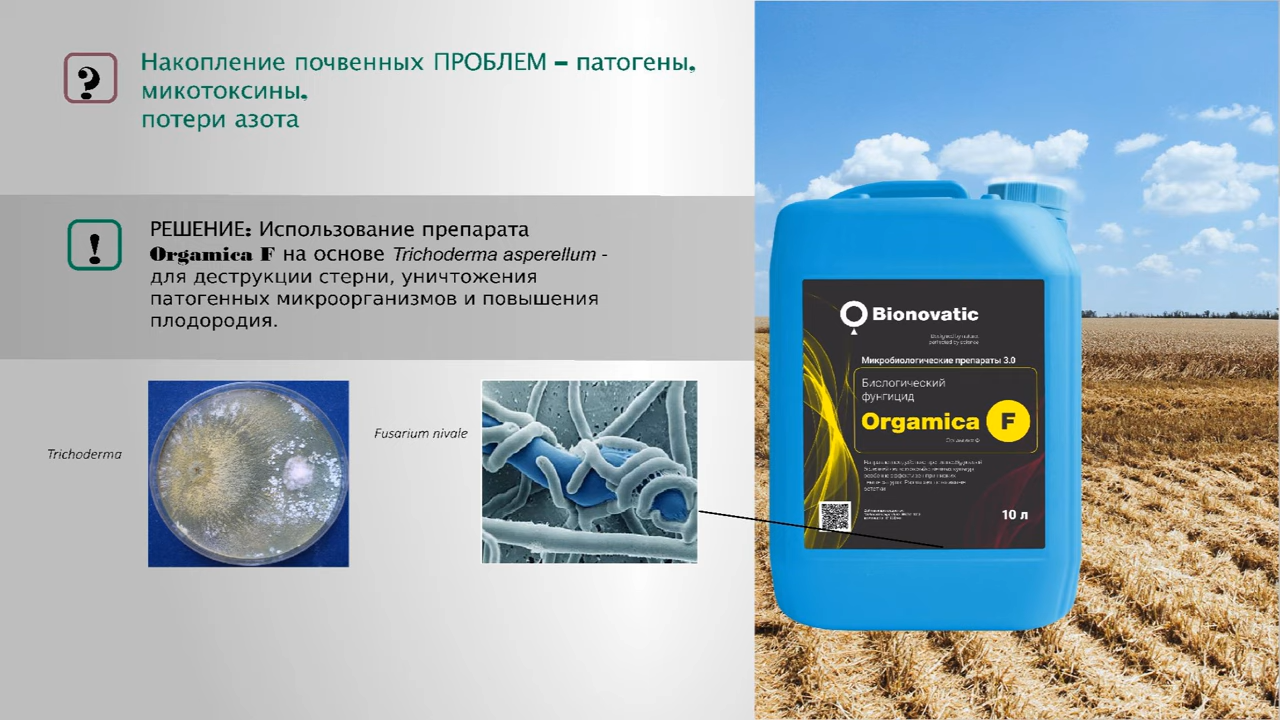 ?
Накопление почвенных ПРОБЛЕМ – патогены,
микотоксины,
потери азота
!
РЕШЕНИЕ: Использование препарата
Orgamica F на основе Trichoderma asperellum -
для деструкции стерни, уничтожения
патогенных микроорганизмов и повышения
плодородия.
Trichoderma
Fusarium nivale
Bionovatic
Микробиологические препараты 3.0
Биологический
фунгицид
Orgamica F
10 л